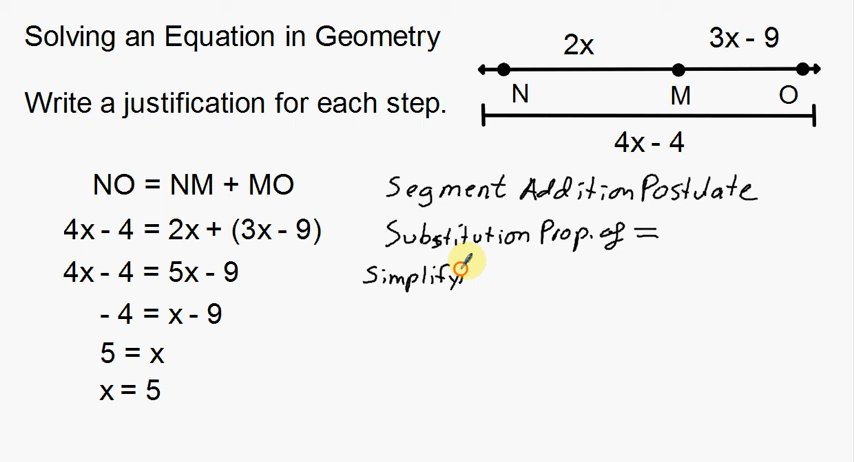 Solving an Equation in Geometry
2x
3x - 9
Write a justification for each step.
N
M
O
4x - 4
NO = NM + MO
Segment Addition Postulate
4x - 4 = 2x + (3x - 9)
Substitution Prop. of =
4x - 4 = 5x - 9
Simplify
- 4 = x - 9
5 = x
x = 5